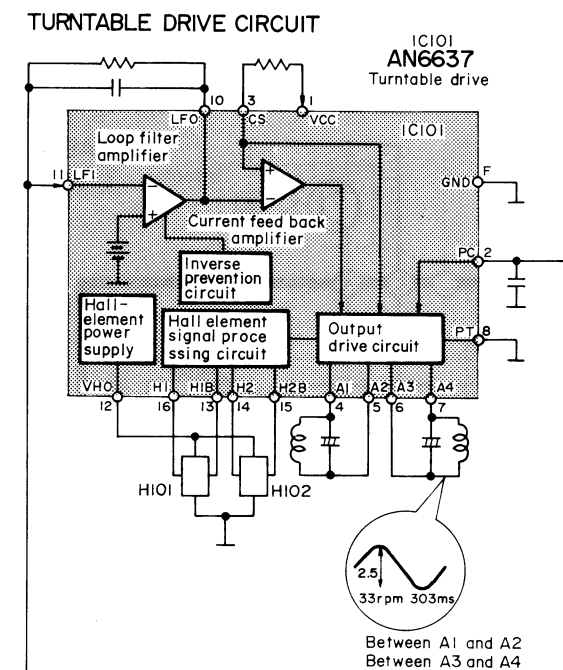 TURNTABLE DRIVE CIRCUIT
IC101
AN6637
Turntable drive
10
3
1
LFO
CS
VCC
IC101
Loop filter
amplifier
F
11
LFI
GND
−
+
+
−
Current feed back
amplifier
PC
2
Inverse
prevention
circuit
Hall-
element
power
supply
Hall element
signal proce
ssing circuit
Output
drive circuit
PT
8
VHO
H1
H1B
H2
H2B
A1
A2
A3
A4
12
16
13
14
15
4
5
6
7
H101
H102
2.5
33rpm 303ms
Between A1 and A2
Between A3 and A4